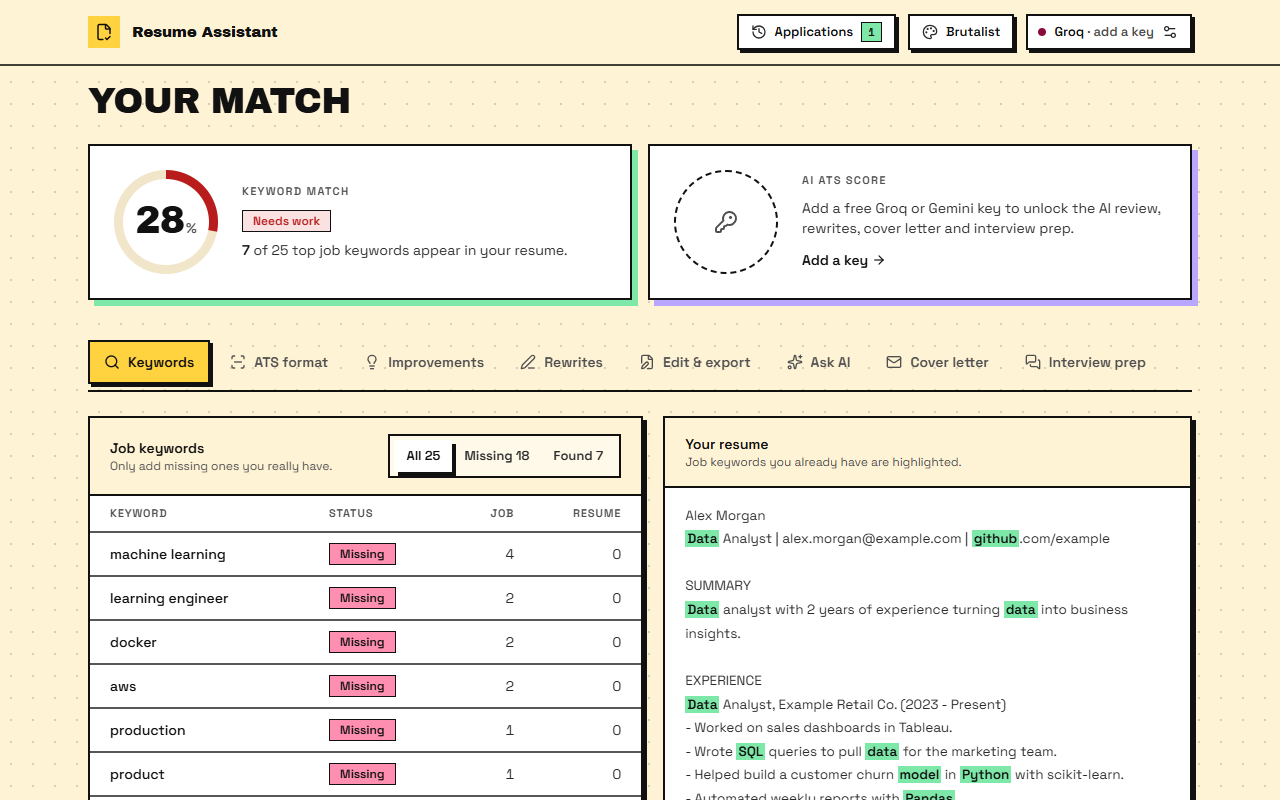 Resume Assistant
Applications 1
Brutalist
Groq · add a key
YOUR MATCH
28%
KEYWORD MATCH
Needs work
7 of 25 top job keywords appear in your resume.
AI ATS SCORE
Add a free Groq or Gemini key to unlock the AI review,
rewrites, cover letter and interview prep.
Add a key →
Keywords
ATS format
Improvements
Rewrites
Edit & export
Ask AI
Cover letter
Interview prep
Job keywords
Only add missing ones you really have.
All 25
Missing 18
Found 7
KEYWORD STATUS JOB RESUME
machine learning Missing 4 0
learning engineer Missing 2 0
docker Missing 2 0
aws Missing 2 0
production Missing 1 0
product Missing 1 0
Your resume
Job keywords you already have are highlighted.
Alex Morgan
Data Analyst | alex.morgan@example.com | github.com/example
SUMMARY
Data analyst with 2 years of experience turning data into business
insights.
EXPERIENCE
Data Analyst, Example Retail Co. (2023 - Present)
- Worked on sales dashboards in Tableau.
- Wrote SQL queries to pull data for the marketing team.
- Helped build a customer churn model in Python with scikit-learn.
- Automated weekly reports with Pandas.